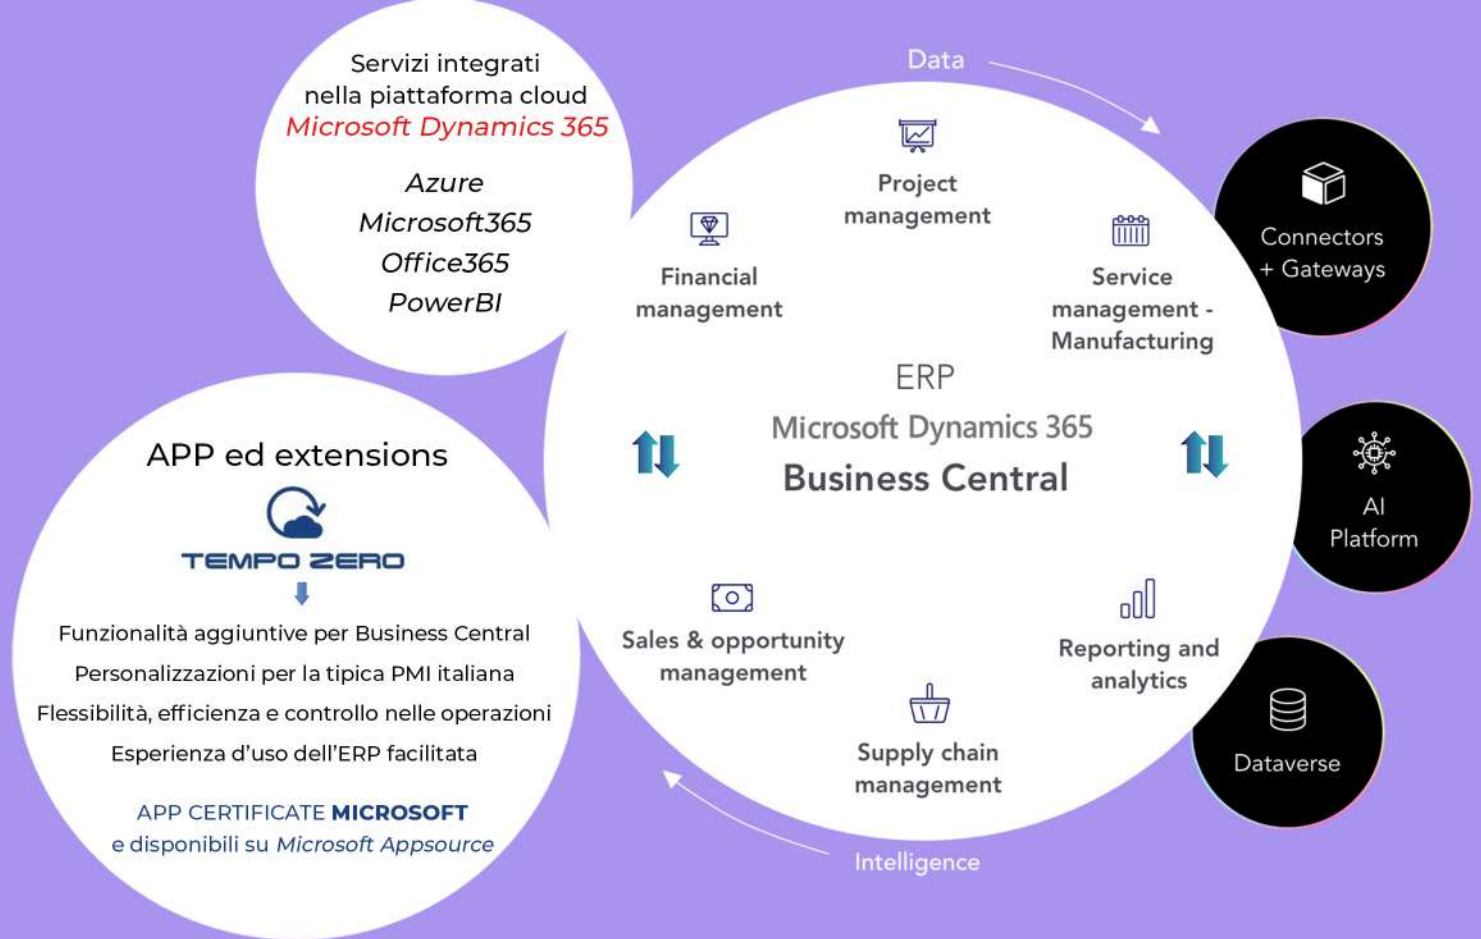 Servizi integrati
nella piattaforma cloud
Microsoft Dynamics 365
Azure
Microsoft365
Office365
PowerBI
APP ed extensions
TEMPO ZERO
Funzionalità aggiuntive per Business Central
Personalizzazioni per la tipica PMI italiana
Flessibilità, efficienza e controllo nelle operazioni
Esperienza d'uso dell'ERP facilitata
APP CERTIFICATE MICROSOFT
e disponibili su Microsoft Appsource
Data
Project
management
Financial
management
Service
management -
Manufacturing
ERP
Microsoft Dynamics 365
Business Central
Sales & opportunity
management
Reporting and
analytics
Supply chain
management
Intelligence
Connectors
+ Gateways
AI
Platform
Dataverse